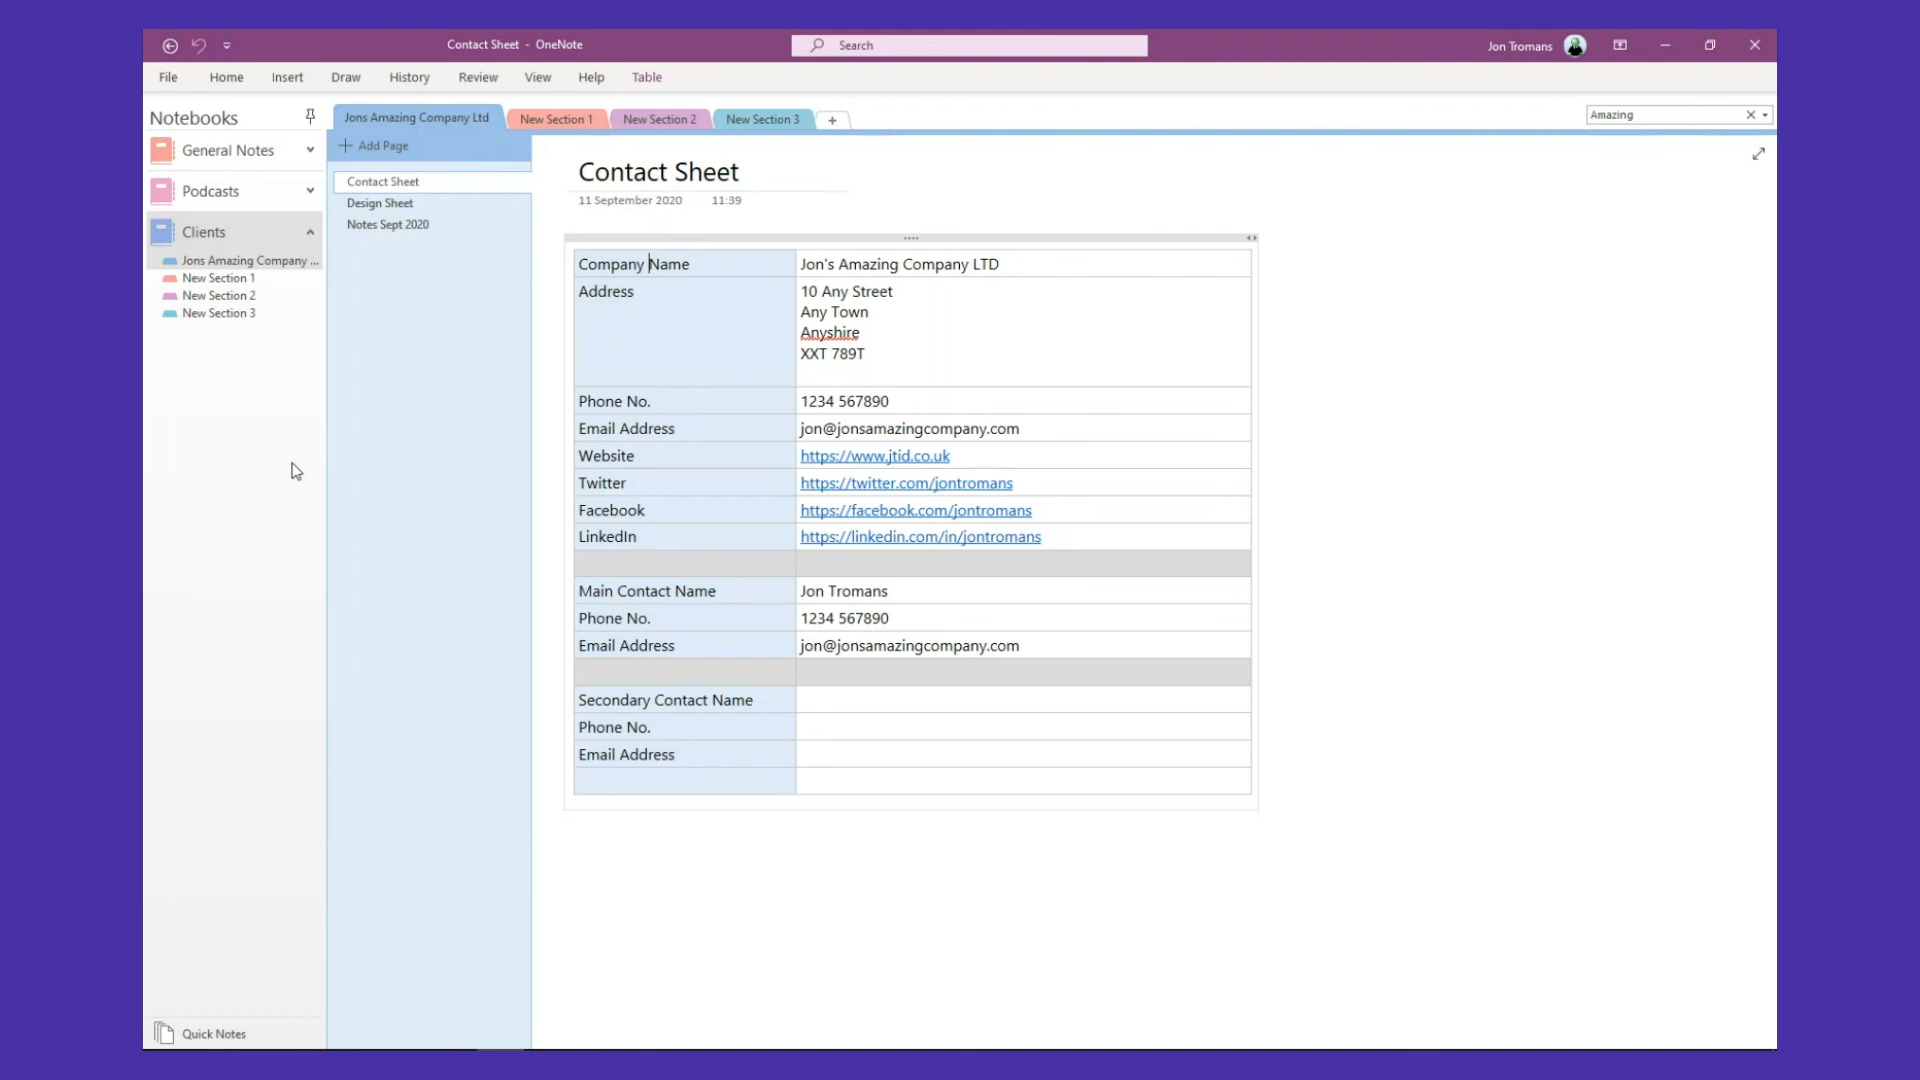 Contact Sheet - OneNote
Search
Jon Tromans
File Home Insert Draw History Review View Help Table
Notebooks
General Notes
Podcasts
Clients
Jons Amazing Company ...
New Section 1
New Section 2
New Section 3
Quick Notes
Jons Amazing Company Ltd New Section 1 New Section 2 New Section 3 +
Amazing
Add Page
Contact Sheet
Design Sheet
Notes Sept 2020
Contact Sheet
11 September 2020 11:39
Company Name Jon's Amazing Company LTD
Address 10 Any Street
Any Town
Anyshire
XXT 789T
Phone No. 1234 567890
Email Address jon@jonsamazingcompany.com
Website https://www.jtid.co.uk
Twitter https://twitter.com/jontromans
Facebook https://facebook.com/jontromans
LinkedIn https://linkedin.com/in/jontromans
Main Contact Name Jon Tromans
Phone No. 1234 567890
Email Address jon@jonsamazingcompany.com
Secondary Contact Name
Phone No.
Email Address